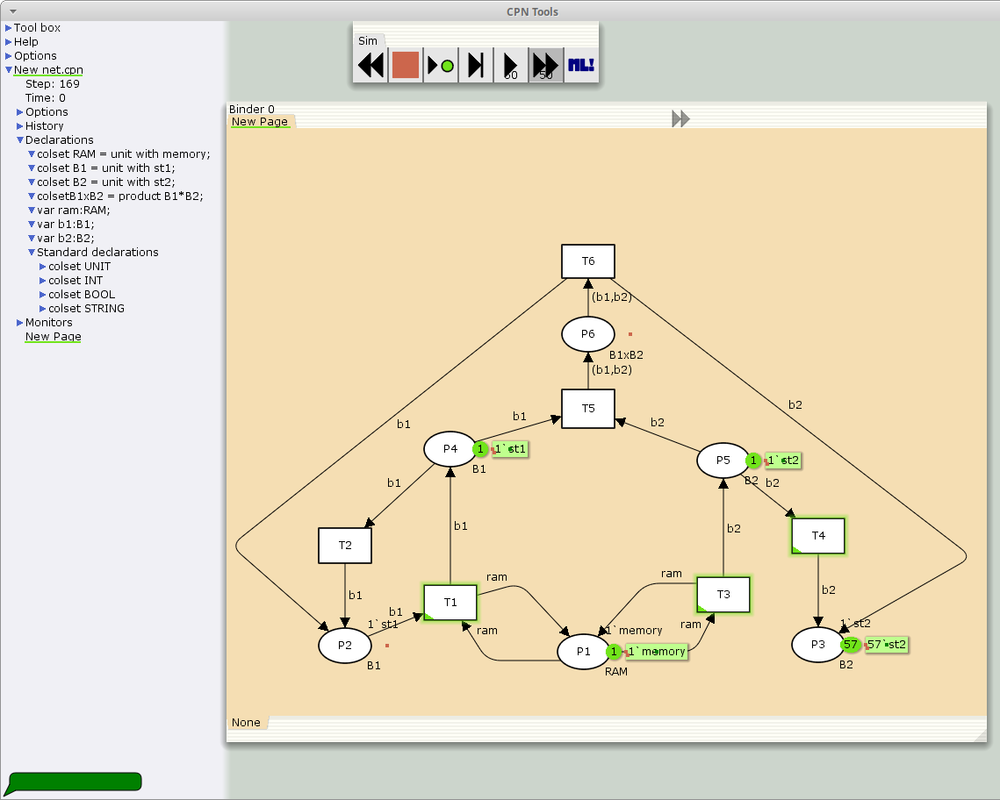 CPN Tools
Tool box
Help
Options
New net.cpn
Step: 169
Time: 0
Options
History
Declarations
colset RAM = unit with memory;
colset B1 = unit with st1;
colset B2 = unit with st2;
colsetB1xB2 = product B1*B2;
var ram:RAM;
var b1:B1;
var b2:B2;
Standard declarations
colset UNIT
colset INT
colset BOOL
colset STRING
Monitors
New Page
Sim
50
50
ML!
Binder 0
New Page
T6
(b1,b2)
P6
B1xB2
(b1,b2)
T5
b1
b2
b1
b2
P4
1
1`st1
B1
P5
1
1`st2
B2
b2
b1
T2
b1
b2
T4
b1
b2
T1
ram
ram
T3
b1
1`st1
P2
B1
ram
1`memory
P1
1
1`memory
RAM
ram
1`st2
P3
57
57`st2
B2
None